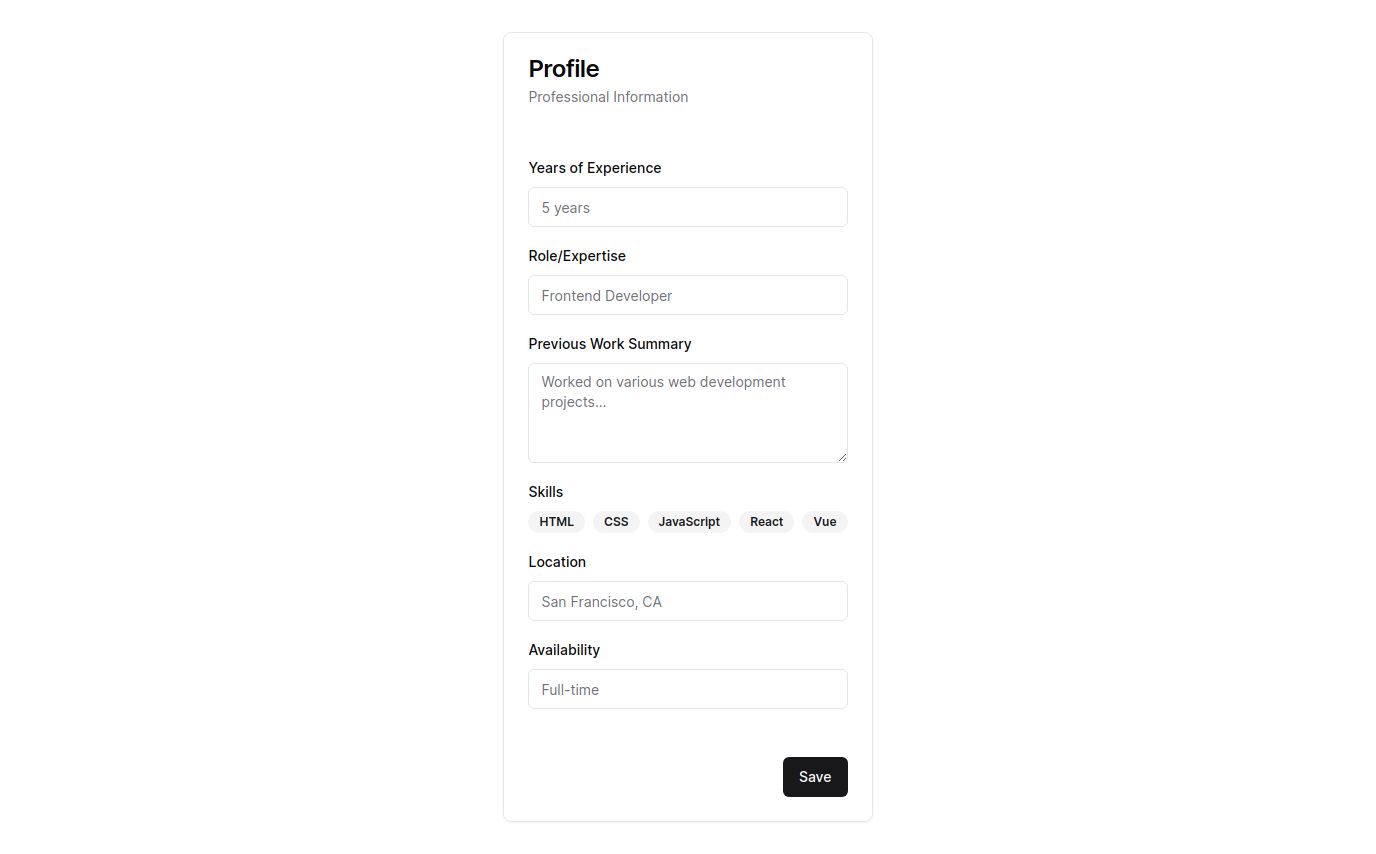 Profile
Professional Information
Years of Experience
5 years
Role/Expertise
Frontend Developer
Previous Work Summary
Worked on various web development
projects...
Skills
HTML CSS JavaScript React Vue
Location
San Francisco, CA
Availability
Full-time
Save